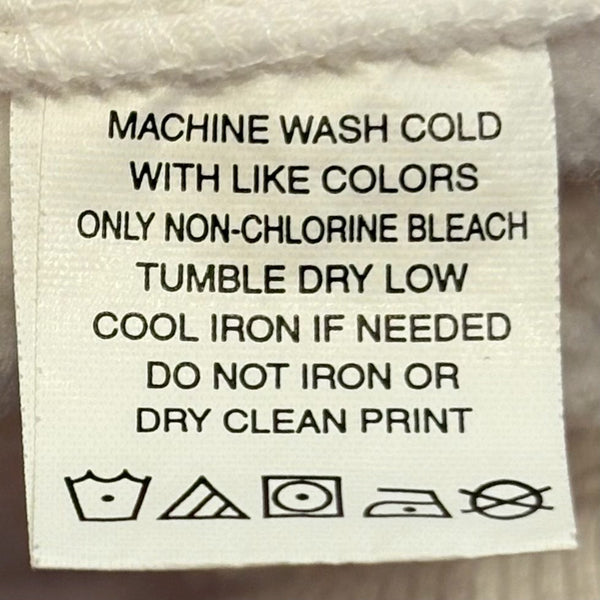 MACHINE WASH COLD
WITH LIKE COLORS
ONLY NON-CHLORINE BLEACH
TUMBLE DRY LOW
COOL IRON IF NEEDED
DO NOT IRON OR
DRY CLEAN PRINT